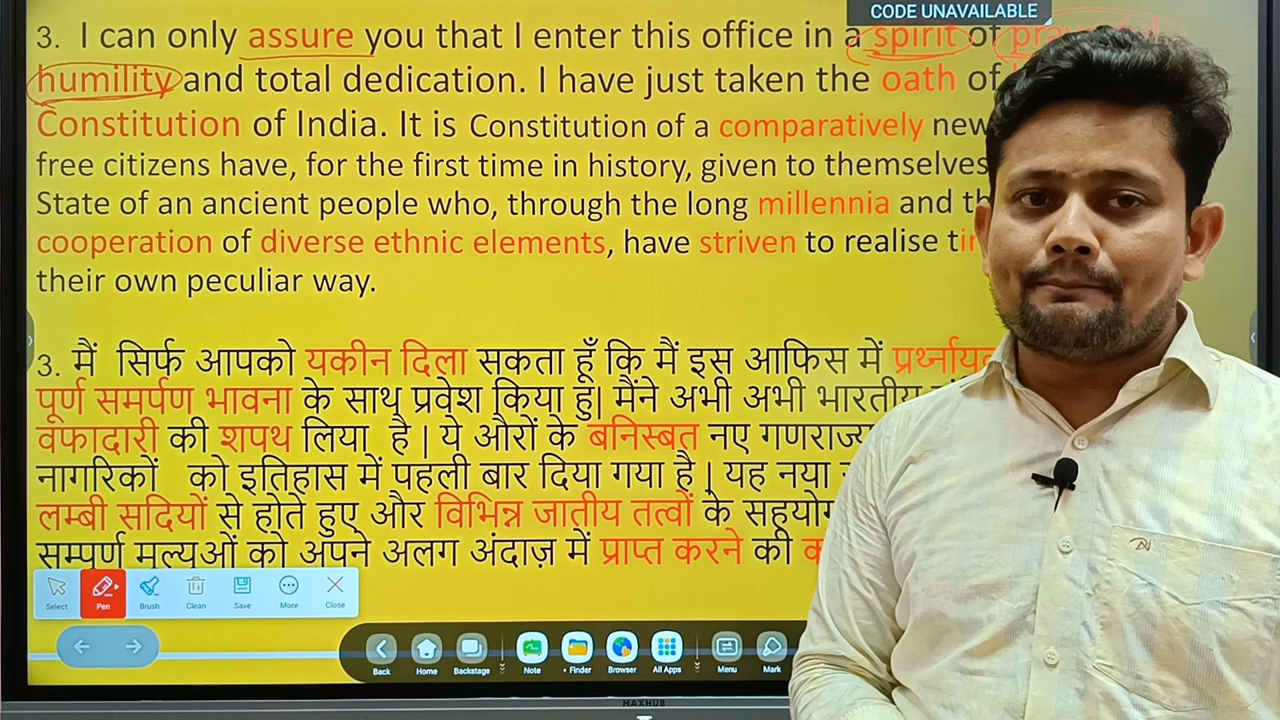 CODE UNAVAILABLE
3. I can only assure you that I enter this office in a spirit of
humility and total dedication. I have just taken the oath of
Constitution of India. It is Constitution of a comparatively new
free citizens have, for the first time in history, given to themselves
State of an ancient people who, through the long millennia and
cooperation of diverse ethnic elements, have striven to realise
their own peculiar way.
3. मैं सिर्फ आपको यकीन दिला सकता हूँ कि मैं इस आफिस में
पूर्ण समर्पण भावना के साथ प्रवेश किया हु| मैंने अभी अभी भारतीय
वफादारी की शपथ लिया है | ये औरों के बनिस्बत नए गणराज्य
नागरिकों को इतिहास में पहली बार दिया गया है | यह नया
लम्बी सदियों से होते हुए और विभिन्न जातीय तत्वों के सहयोग
सम्पूर्ण मूल्यओं को अपने अलग अंदाज़ में प्राप्त करने की
Select Pen Brush Clean Save More Close
Back Home Backstage Note Finder Browser All Apps Menu Mark
MAXHUB